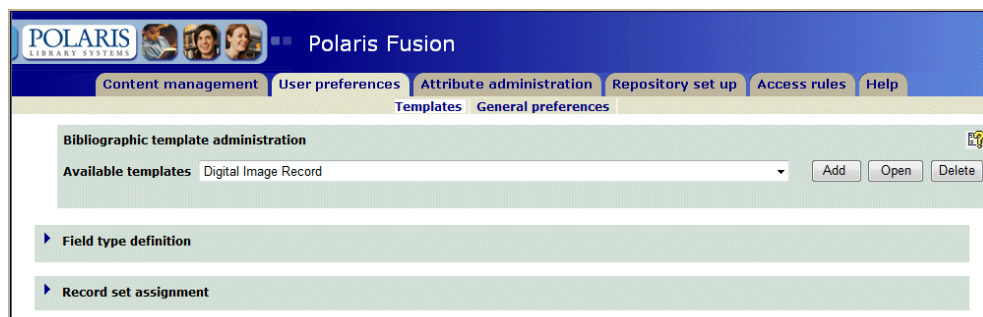 POLARIS
LIBRARY SYSTEMS
Polaris Fusion
Content management User preferences Attribute administration Repository set up Access rules Help
Templates General preferences
Bibliographic template administration
Available templates Digital Image Record Add Open Delete
Field type definition
Record set assignment